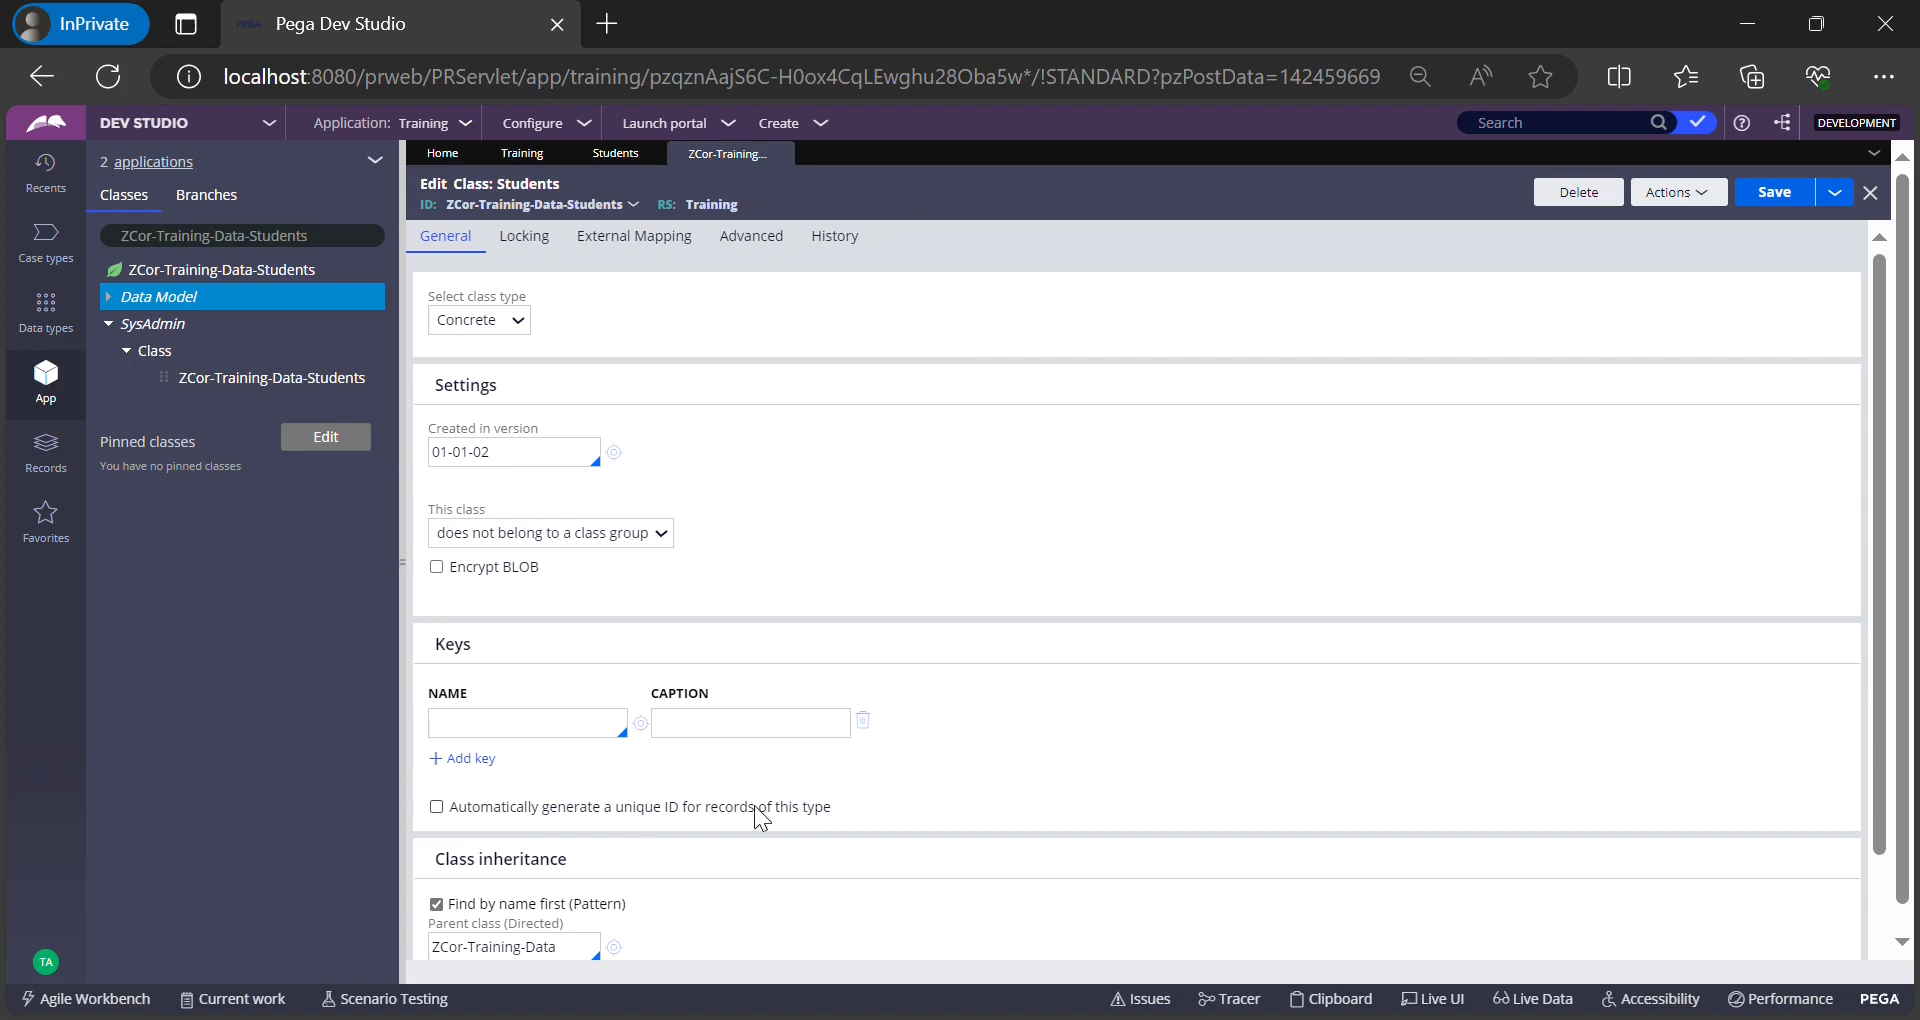 InPrivate
PEGA Pega Dev Studio
localhost:8080/prweb/PRServlet/app/training/pzqznAajS6C-H0ox4CqLEwghu28Oba5w*/!STANDARD?pzPostData=142459669
DEV STUDIO Application: Training Configure Launch portal Create Search DEVELOPMENT
Recents
Case types
Data types
App
Records
Favorites
TA
2 applications
Classes Branches
ZCor-Training-Data-Students
ZCor-Training-Data-Students
Data Model
SysAdmin
Class
ZCor-Training-Data-Students
Pinned classes Edit
You have no pinned classes
Home Training Students ZCor-Training...
Edit Class: Students
ID: ZCor-Training-Data-Students RS: Training
Delete Actions Save
General Locking External Mapping Advanced History
Select class type
Concrete
Settings
Created in version
01-01-02
This class
does not belong to a class group
Encrypt BLOB
Keys
NAME CAPTION
+ Add key
Automatically generate a unique ID for records of this type
Class inheritance
Find by name first (Pattern)
Parent class (Directed)
ZCor-Training-Data
Agile Workbench Current work Scenario Testing Issues Tracer Clipboard Live UI Live Data Accessibility Performance PEGA